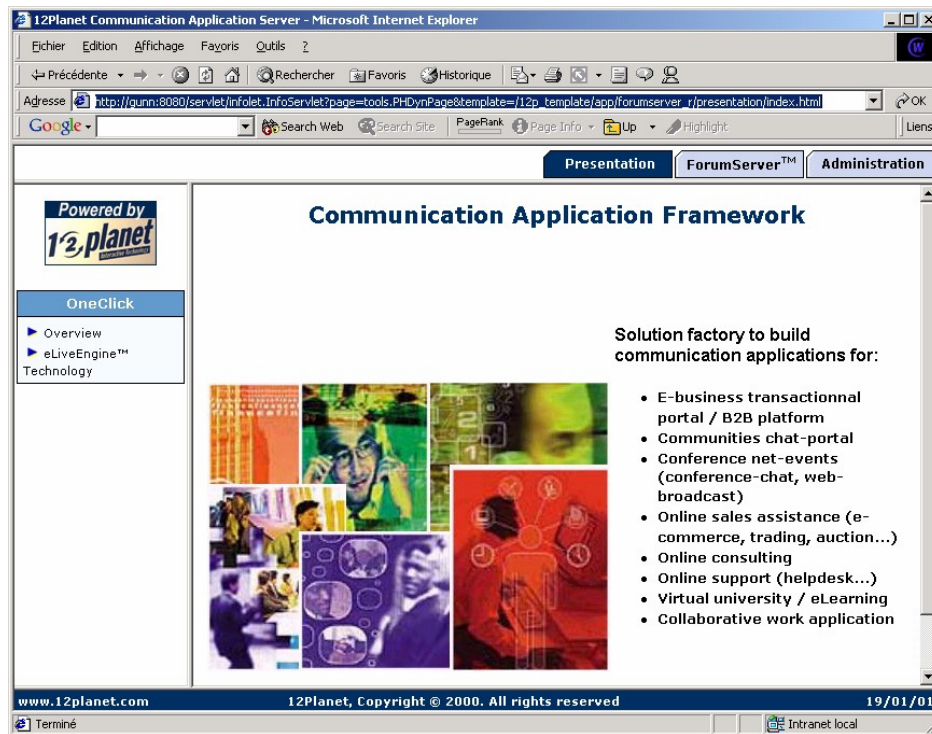 12Planet Communication Application Server - Microsoft Internet Explorer
Fichier Edition Affichage Favoris Outils ?
Précédente Rechercher Favoris Historique
Adresse http://gunn:8080/servlet/infolet.InfoServlet?page=tools.PHDynPage&template=/12p_template/app/forumserver_r/presentation/index.html OK
Google Search Web Search Site PageRank Page Info Up Highlight Liens
Presentation ForumServer™ Administration
Powered by
12planet
Interactive Technology
OneClick
Overview
eLiveEngine™
Technology
Communication Application Framework
Solution factory to build
communication applications for:
• E-business transactionnal
portal / B2B platform
• Communities chat-portal
• Conference net-events
(conference-chat, web-
broadcast)
• Online sales assistance (e-
commerce, trading, auction...)
• Online consulting
• Online support (helpdesk...)
• Virtual university / eLearning
• Collaborative work application
www.12planet.com 12Planet, Copyright © 2000. All rights reserved 19/01/01
Terminé Intranet local